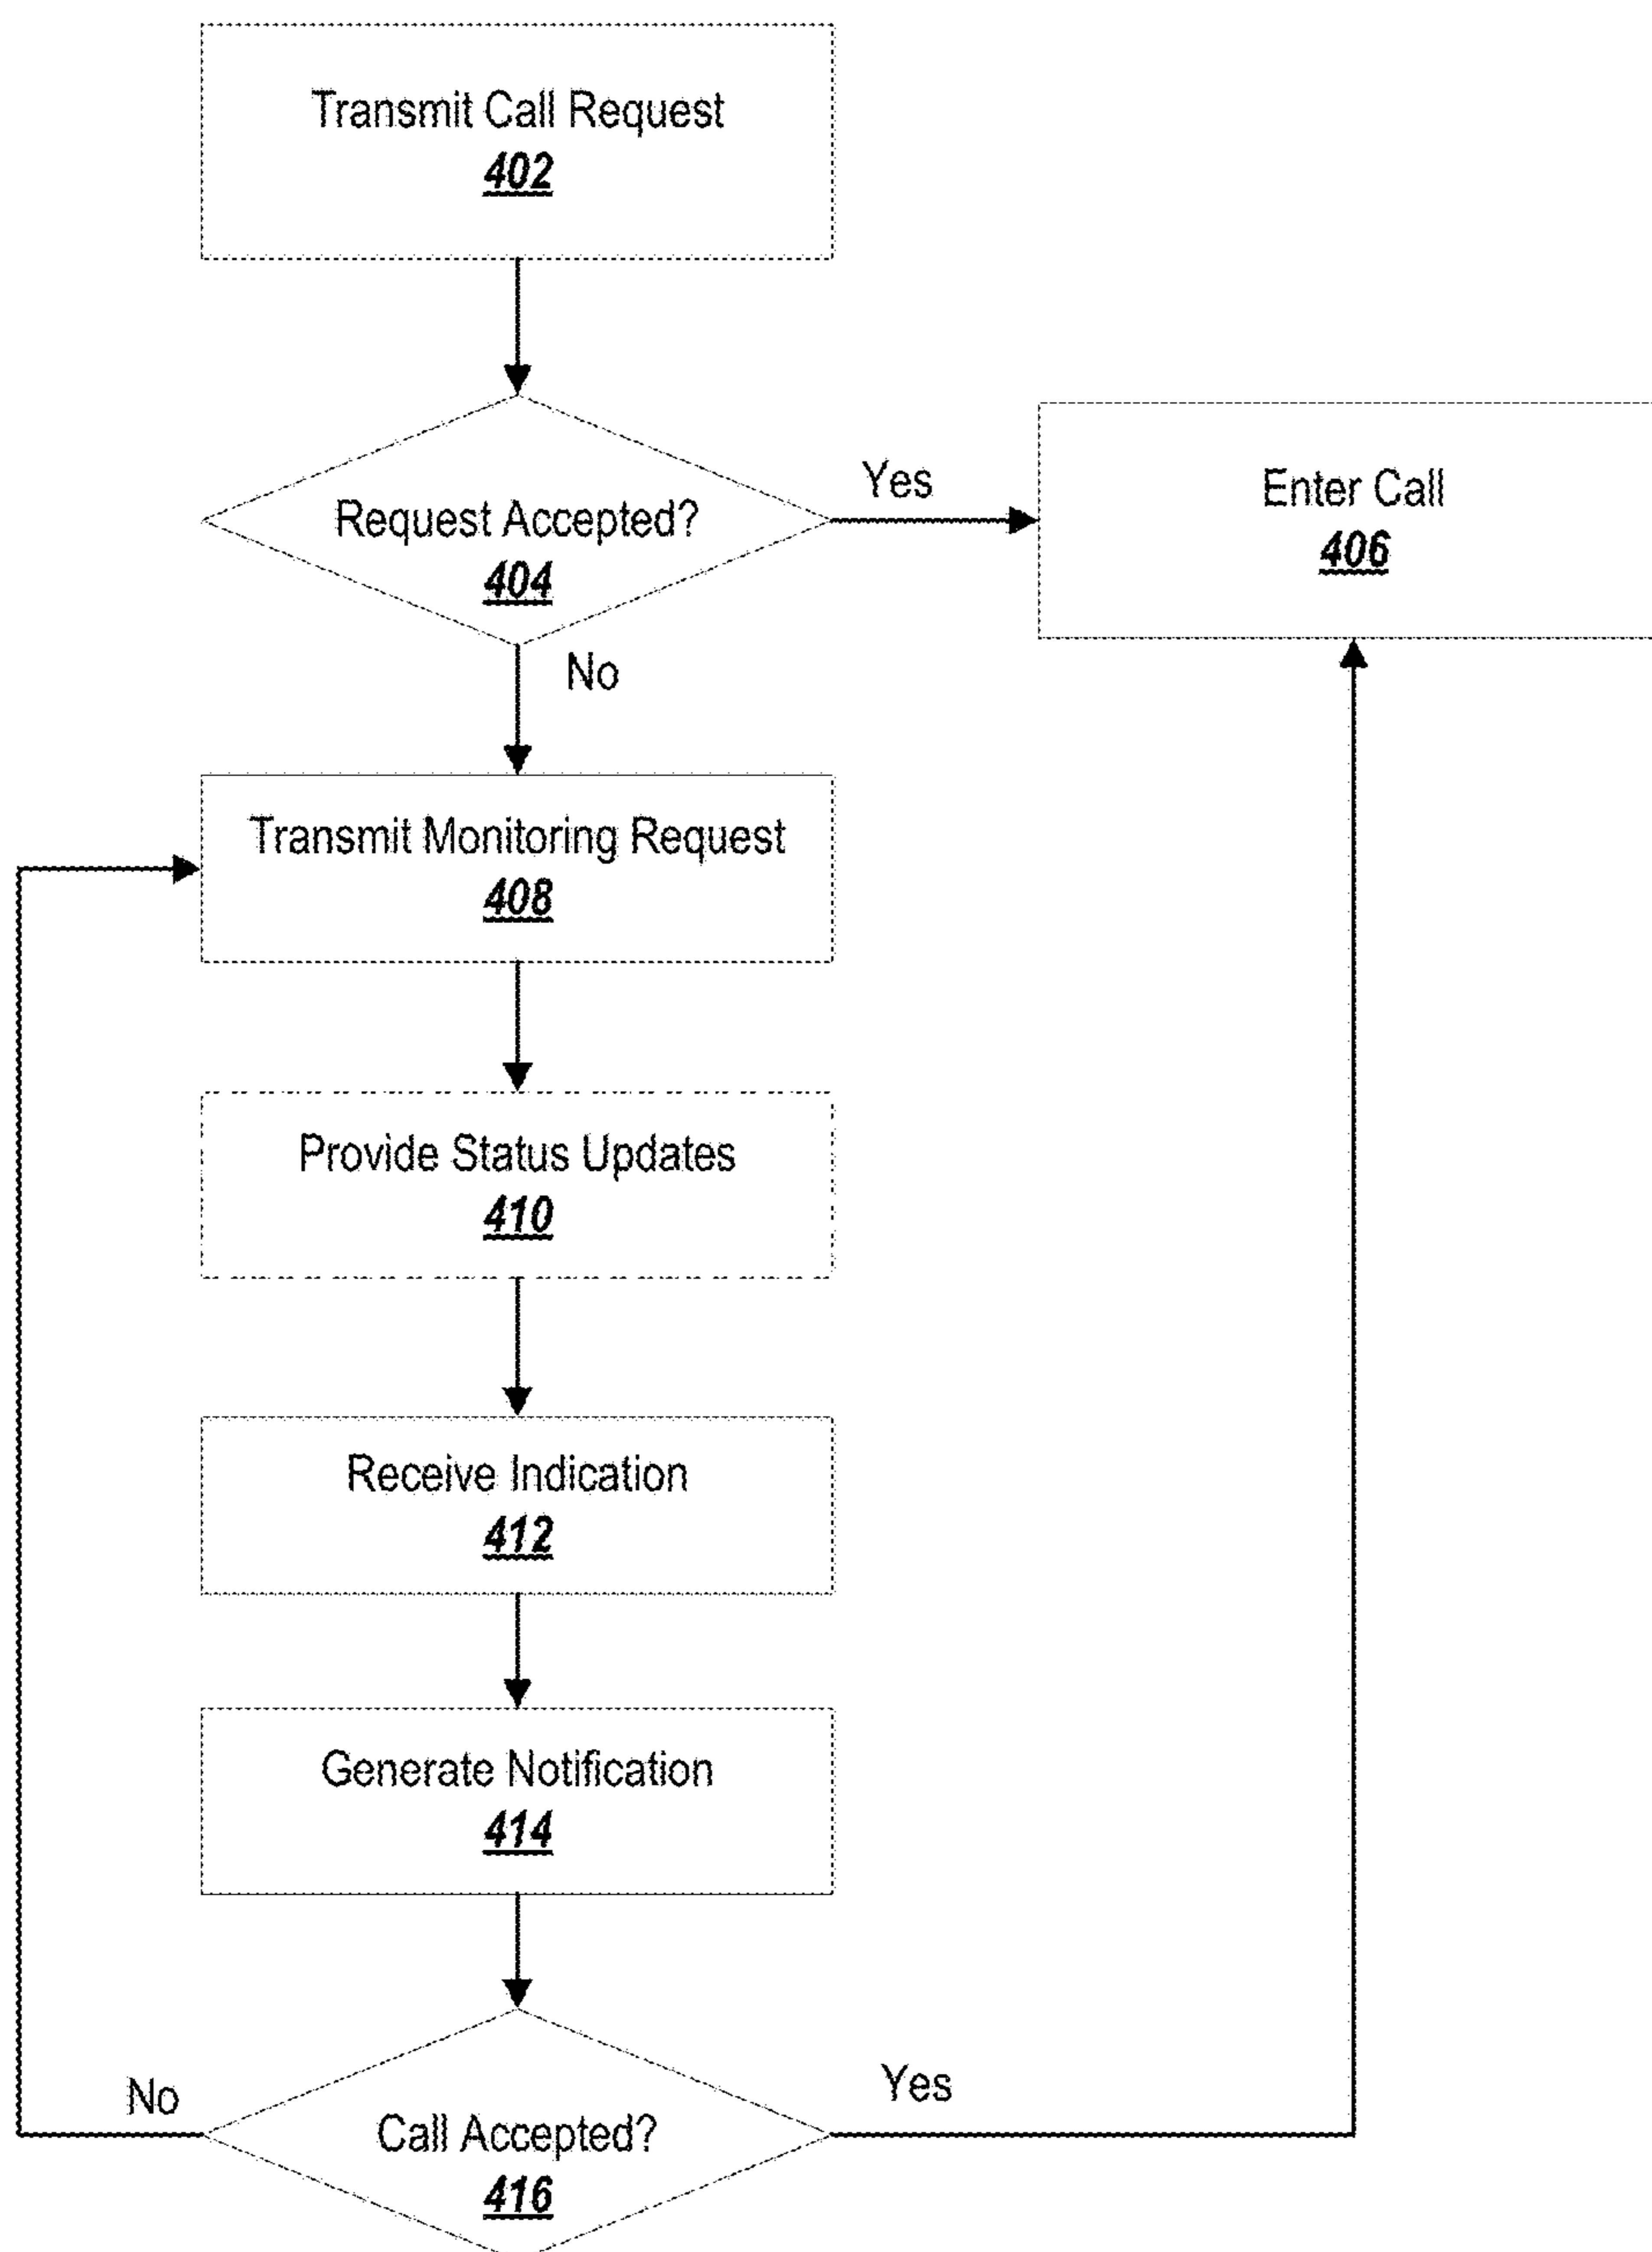 Transmit Call Request
402
Request Accepted?
404
Yes
Enter Call
406
No
Transmit Monitoring Request
408
Provide Status Updates
410
Receive Indication
412
Generate Notification
414
No
Call Accepted?
416
Yes